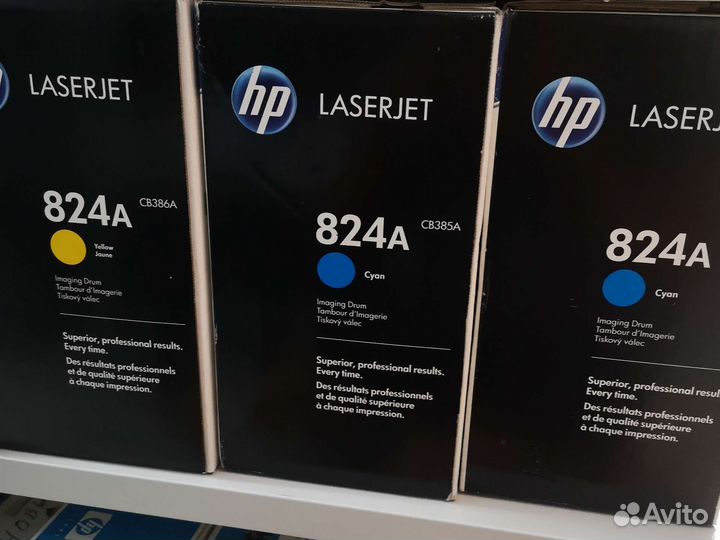 LASERJET
824A CB386A
Yellow
Jaune
Imaging Drum
Tambour d'Imagerie
Tiskový válec
Superior, professional results.
Every time.
Des résultats professionnels
et de qualité supérieure
à chaque impression.
hp LASERJET
824A CB385A
Cyan
Imaging Drum
Tambour d'Imagerie
Tiskový válec
Superior, professional results.
Every time.
Des résultats professionnels
et de qualité supérieure
à chaque impression.
hp LASERJ
824A
Cyan
Imaging Drum
Tambour d'Imagerie
Tiskový válec
Superior, professional resul
Every time.
Des résultats professionnels
et de qualité supérieure
à chaque impression.
hp
Avito